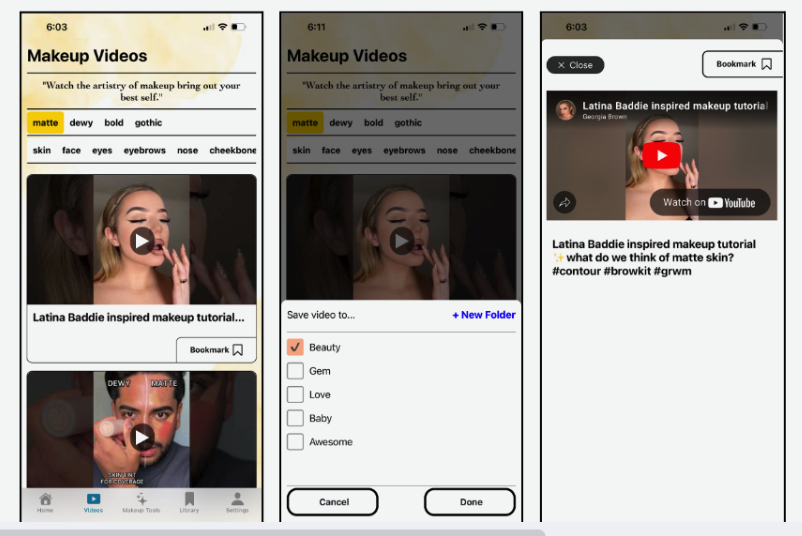 6:03
Makeup Videos
"Watch the artistry of makeup bring out your
best self."
matte dewy bold gothic
skin face eyes eyebrows nose cheekbone
Latina Baddie inspired makeup tutorial...
Bookmark
DEWY MATTE
SKIN TINT
FOR COVERAGE
Home Videos Makeup Tools Library Settings
6:11
Makeup Videos
"Watch the artistry of makeup bring out your
best self."
matte dewy bold gothic
skin face eyes eyebrows nose cheekbone
Save video to... + New Folder
Beauty
Gem
Love
Baby
Awesome
Cancel Done
6:03
× Close Bookmark
Latina Baddie inspired makeup tutorial
Georgia Brown
Watch on YouTube
Latina Baddie inspired makeup tutorial
✨what do we think of matte skin?
#contour #browkit #grwm